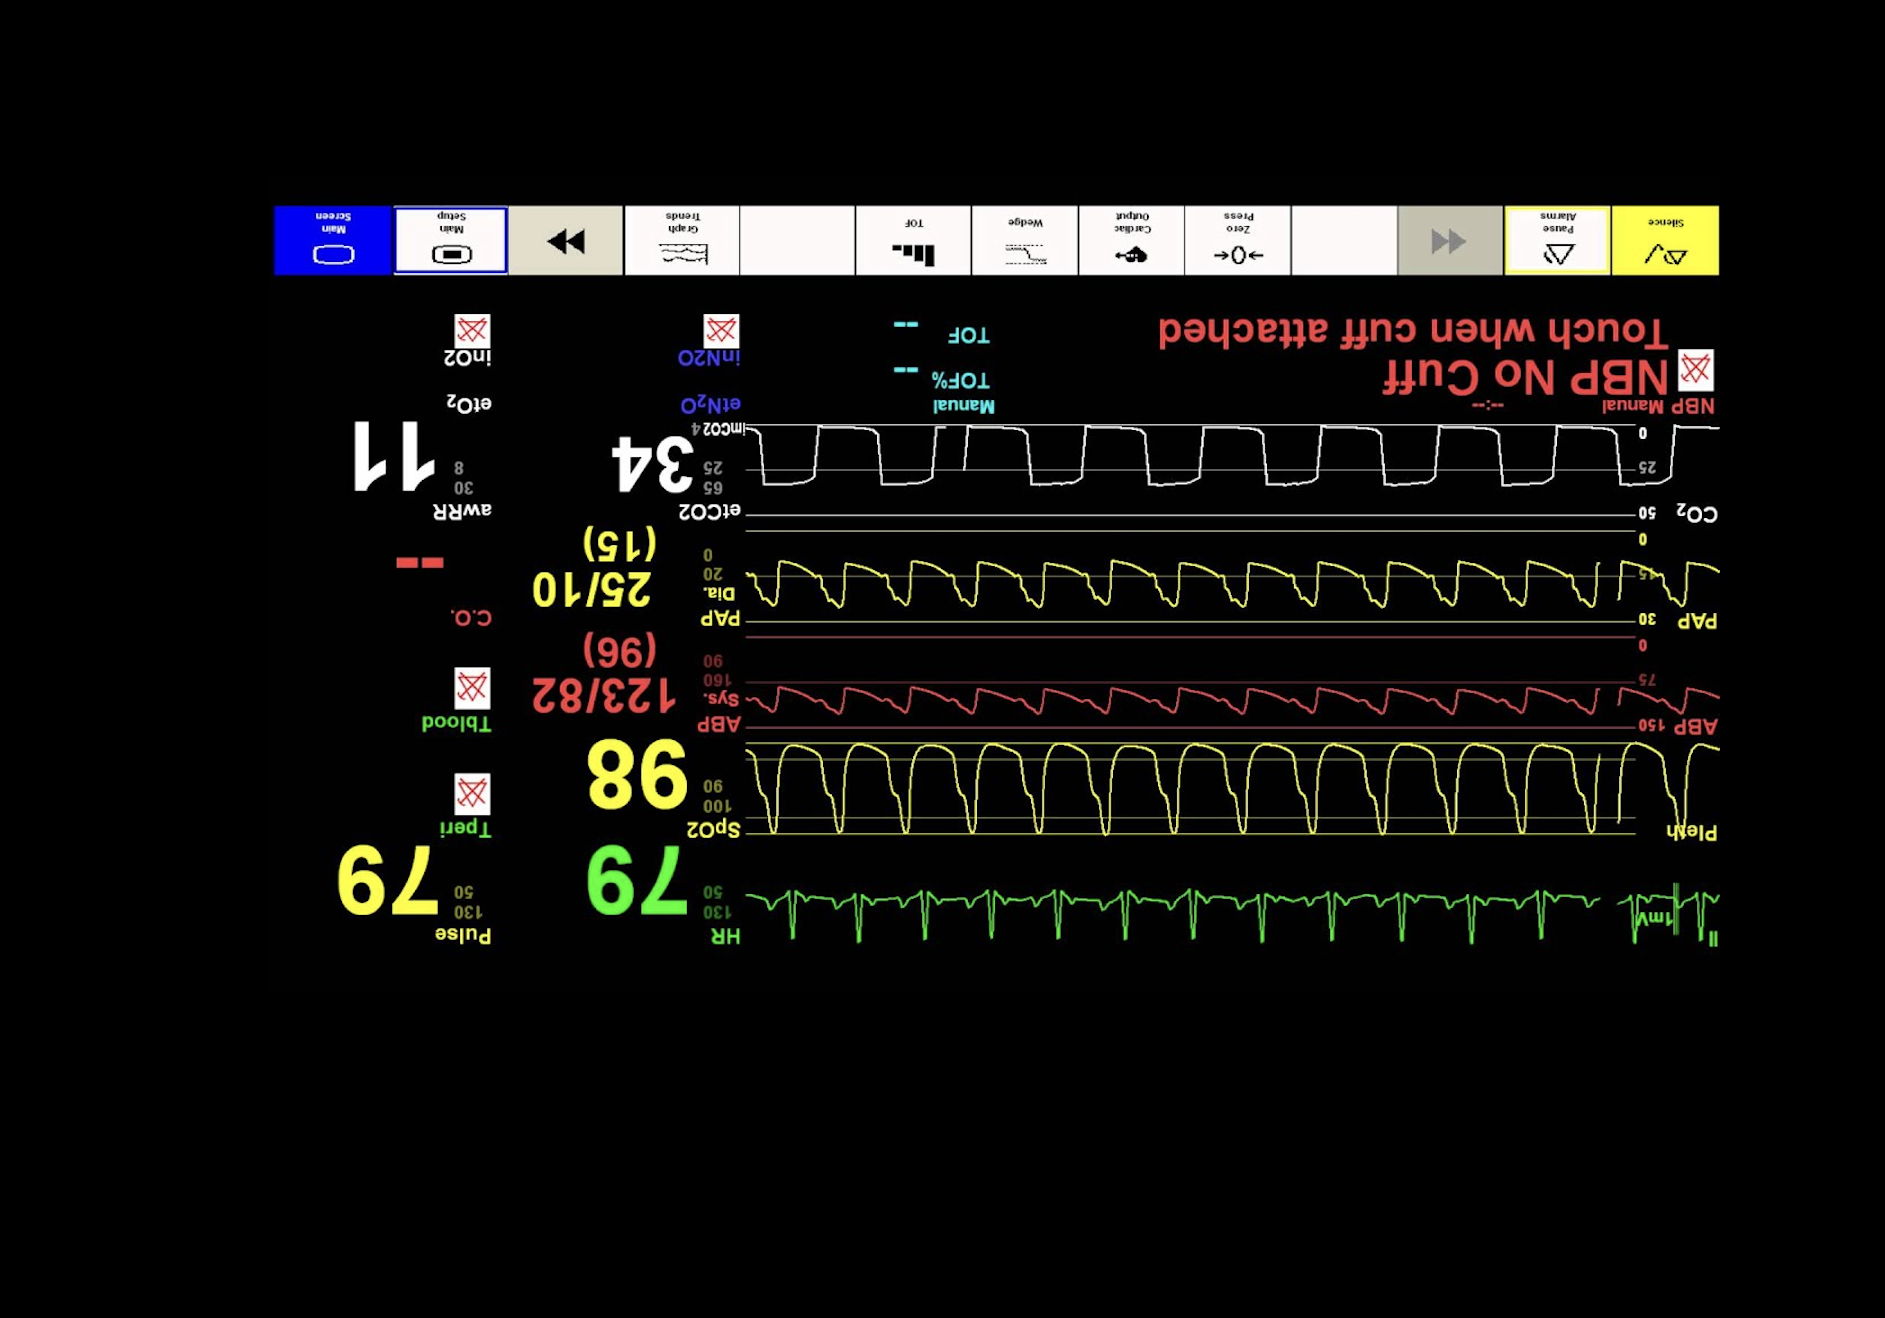 II
1mV
HR
130
50
79
Pulse
130
50
79
Pleth
SpO2
100
90
98
Tperi
ABP 150
75
0
ABP
Sys.
160
90
123/82
(96)
Tblood
PAP
30
15
0
PAP
Dia.
20
0
25/10
(15)
C.O.
--
CO₂
50
25
0
etCO2
65
25
imCO2 4
34
awRR
30
8
11
NBP Manual
--:--
NBP No Cuff
Touch when cuff attached
Manual
TOF%
--
TOF
--
etN₂O
inN2O
etO₂
inO2
Silence
Pause
Alarms
Zero
Press
Cardiac
Output
Wedge
TOF
Graph
Trends
Main
Setup
Main
Screen